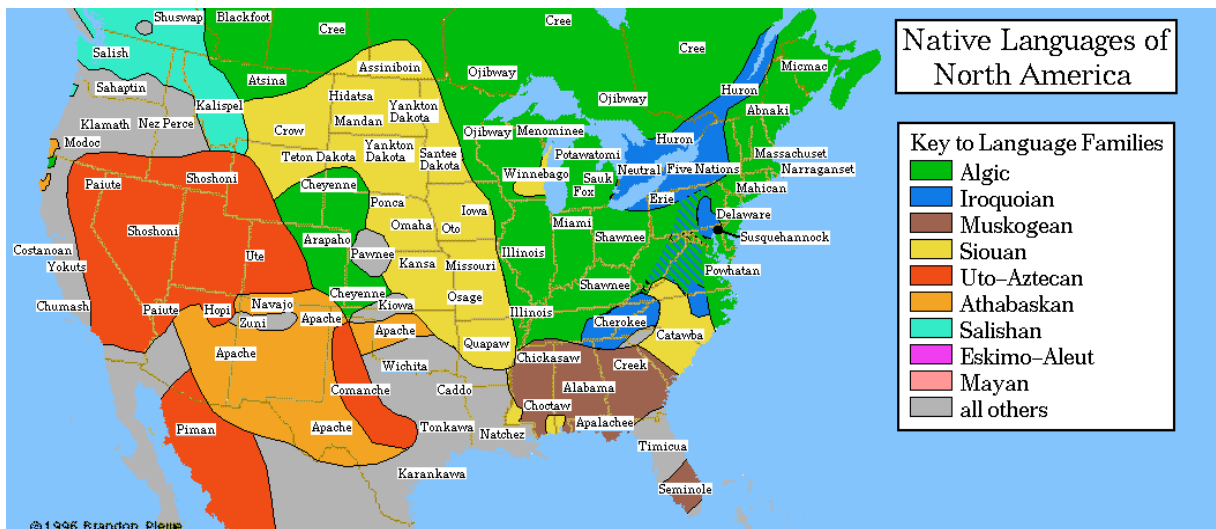 Native Languages of
North America
Key to Language Families
Algic
Iroquoian
Muskogean
Siouan
Uto-Aztecan
Athabaskan
Salishan
Eskimo-Aleut
Mayan
all others
Shuswap
Blackfoot
Cree
Cree
Salish
Cree
Assiniboin
Ojibway
Micmac
Atsina
Sahaptin
Kalispel
Hidatsa
Yankton
Dakota
Ojibway
Huron
Abnaki
Klamath
Nez Perce
Mandan
Crow
Ojibway
Menominee
Huron
Modoc
Teton Dakota
Yankton
Dakota
Santee
Dakota
Potawatomi
Massachuset
Winnebago
Sauk
Fox
Neutral
Five Nations
Narraganset
Paiute
Shoshoni
Cheyenne
Mahican
Ponca
Iowa
Erie
Delaware
Shoshoni
Omaha
Oto
Miami
Shawnee
Susquehannock
Costanoan
Yokuts
Ute
Arapaho
Pawnee
Kansa
Missouri
Illinois
Powhatan
Chumash
Paiute
Hopi
Navajo
Zuni
Cheyenne
Kiowa
Osage
Shawnee
Apache
Apache
Illinois
Cherokee
Catawba
Apache
Quapaw
Chickasaw
Creek
Wichita
Comanche
Caddo
Alabama
Choctaw
Piman
Apache
Tonkawa
Natchez
Apalachee
Timicua
Karankawa
Seminole
©1996 Brandon Plewe